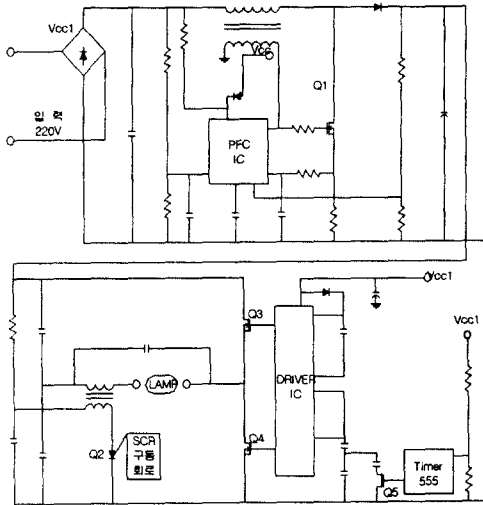 Vcc1
입 력
220V
Vcc
Q1
PFC
IC
Vcc1
Q3
Vcc1
LAMP
DRIVER
IC
Q4
Q2
SCR
구동
회로
Timer
555
Q5